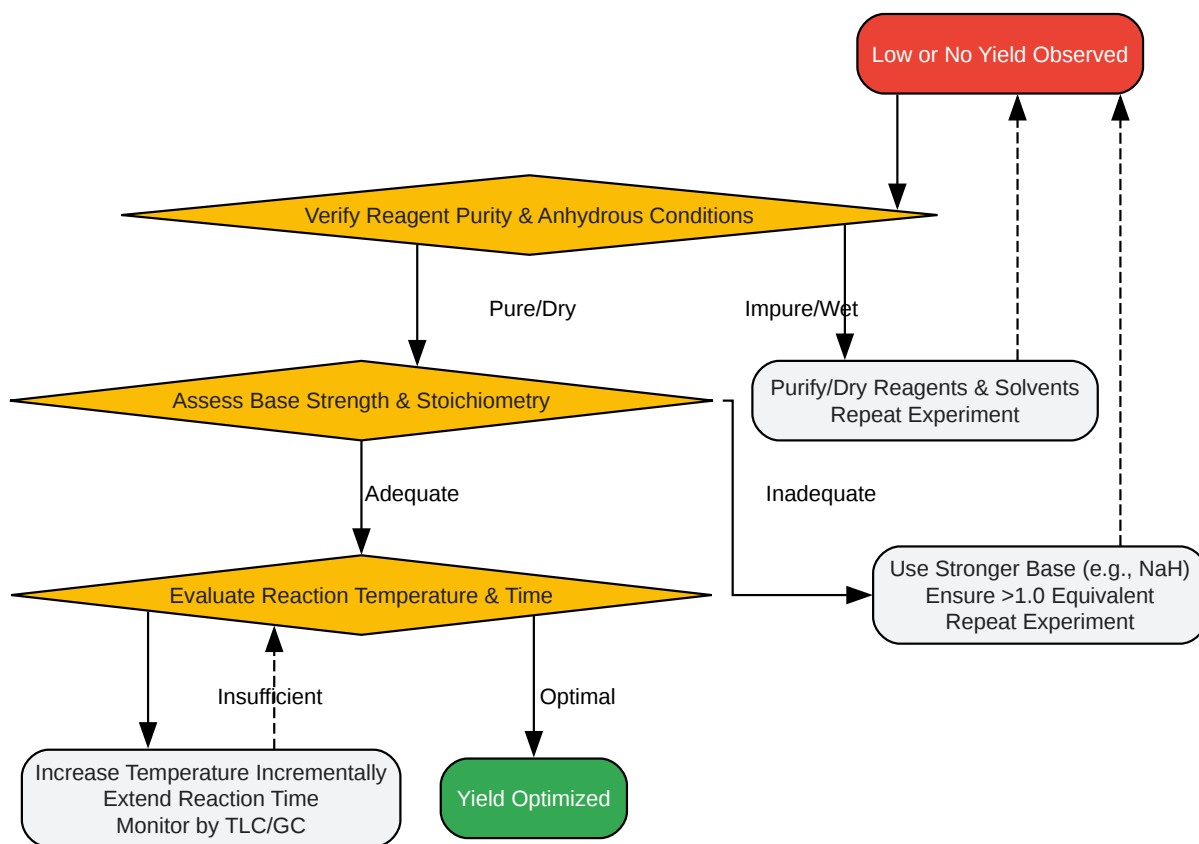 Low or No Yield Observed
Verify Reagent Purity & Anhydrous Conditions
Pure/Dry
Impure/Wet
Assess Base Strength & Stoichiometry
Purify/Dry Reagents & Solvents
Repeat Experiment
Adequate
Inadequate
Evaluate Reaction Temperature & Time
Use Stronger Base (e.g., NaH)
Ensure >1.0 Equivalent
Repeat Experiment
Insufficient
Optimal
Increase Temperature Incrementally
Extend Reaction Time
Monitor by TLC/GC
Yield Optimized